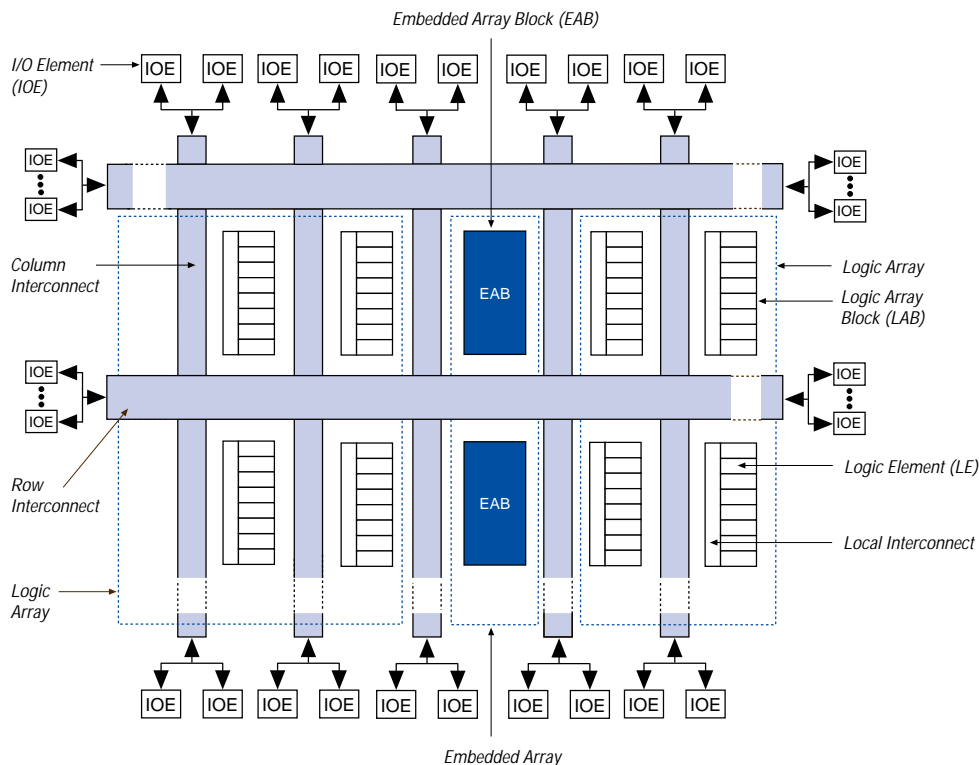 Embedded Array Block (EAB)
I/O Element
(IOE)
IOE IOE IOE IOE IOE IOE IOE IOE IOE IOE
IOE IOE
IOE IOE
Column
Interconnect
EAB
Logic Array
Logic Array
Block (LAB)
IOE IOE
IOE IOE
Row
Interconnect
EAB
Logic Element (LE)
Local Interconnect
Logic
Array
IOE IOE IOE IOE IOE IOE IOE IOE IOE IOE
Embedded Array